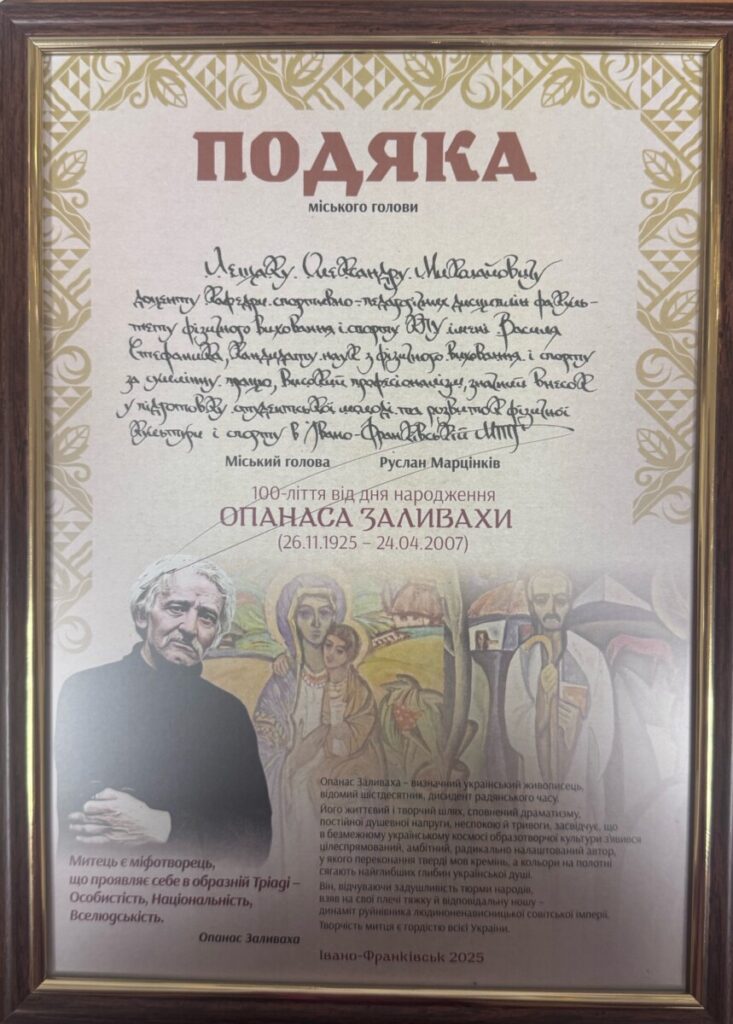 ПОДЯКА
міського голови
Лещаку Олександру Миколайовичу
доценту кафедри спортивно-педагогічних дисциплін факуль-
тету фізичного виховання і спорту імені Василя
Стефаника, кандидату наук з фізичного виховання і спорту
за сумлінну працю, високий професіоналізм, значний внесок
у підготовку студентської молоді та розвиток фізичної
культури і спорту в Івано-Франківській
Міський голова Руслан Марцінків
100-ліття від дня народження
ОПАНАСА ЗАЛИВАХИ
(26.11.1925 – 24.04.2007)
Опанас Заливаха – визначний український живописець,
відомий шістдесятник, дисидент радянського часу.
Його життєвий і творчий шлях, сповнений драматизму,
постійної душевної напруги, неспокою й тривоги, засвідчує, що
в безмежному українському космосі образотворчої культури з'явився
цілеспрямований, амбітний, радикально налаштований автор,
у якого переконання тверді мов кремінь, а кольори на полотні
сягають найглибших глибин української душі.
Він, відчуваючи задушливість тюрми народів,
взяв на свої плечі тяжку й відповідальну ношу –
динаміт руйнівника людиноненависницької совітської імперії.
Творчість митця є гордістю всієї України.
Митець є міфотворець,
що проявляє себе в образній Тріаді –
Особистість, Національність,
Вселюдськість.
Опанас Заливаха
Івано-Франківськ 2025